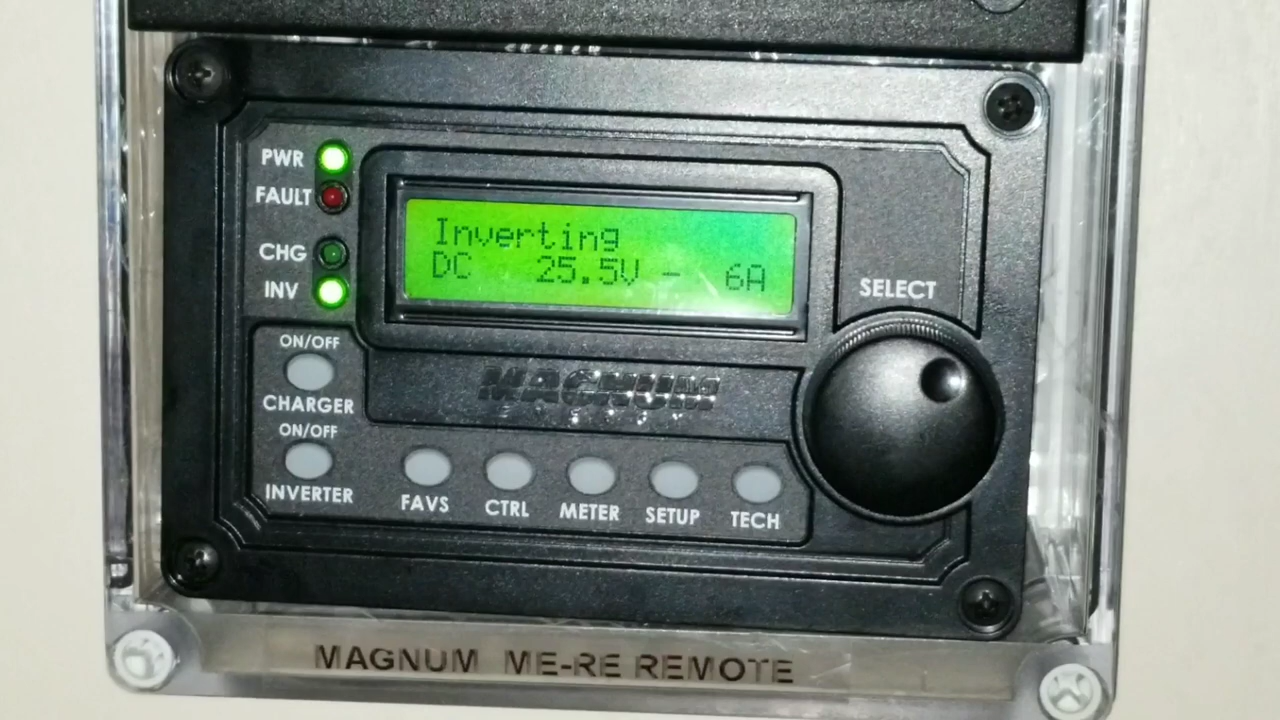 PWR
FAULT
CHG
INV
Inverting
DC 25.5V - 6A
SELECT
ON/OFF
CHARGER
ON/OFF
INVERTER
MAGNUM
FAVS
CTRL
METER
SETUP
TECH
MAGNUM ME-RE REMOTE